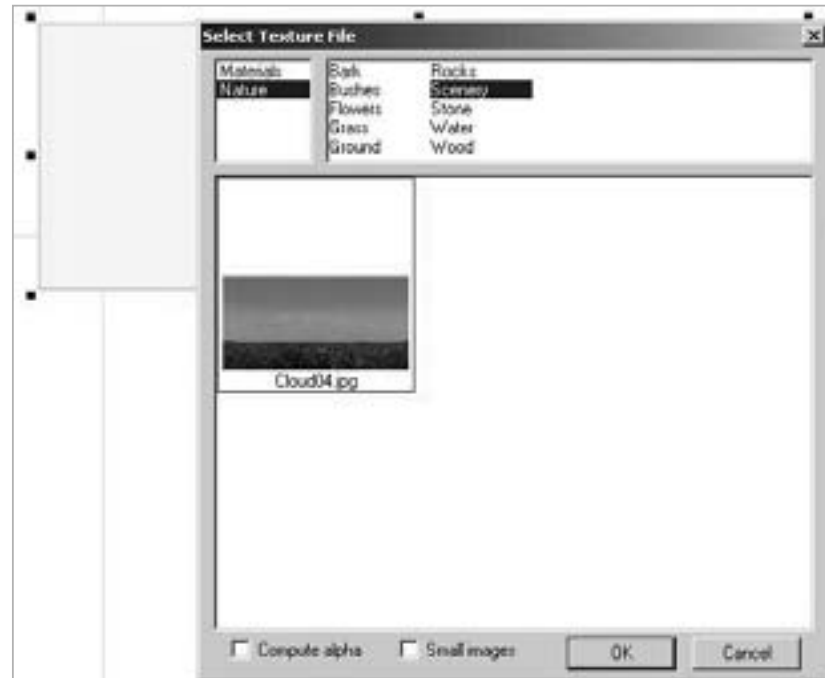 Select Texture File
Materials
Nature
Bark
Bushes
Flowers
Grass
Ground
Rocks
Scenery
Stone
Water
Wood
Cloud04.jpg
Compute alpha
Small images
OK
Cancel